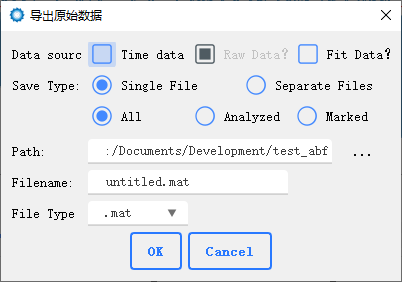 导出原始数据
Data sourc Time data Raw Data? Fit Data?
Save Type: Single File Separate Files
All Analyzed Marked
Path: :/Documents/Development/test_abf ...
Filename: untitled.mat
File Type .mat
OK Cancel